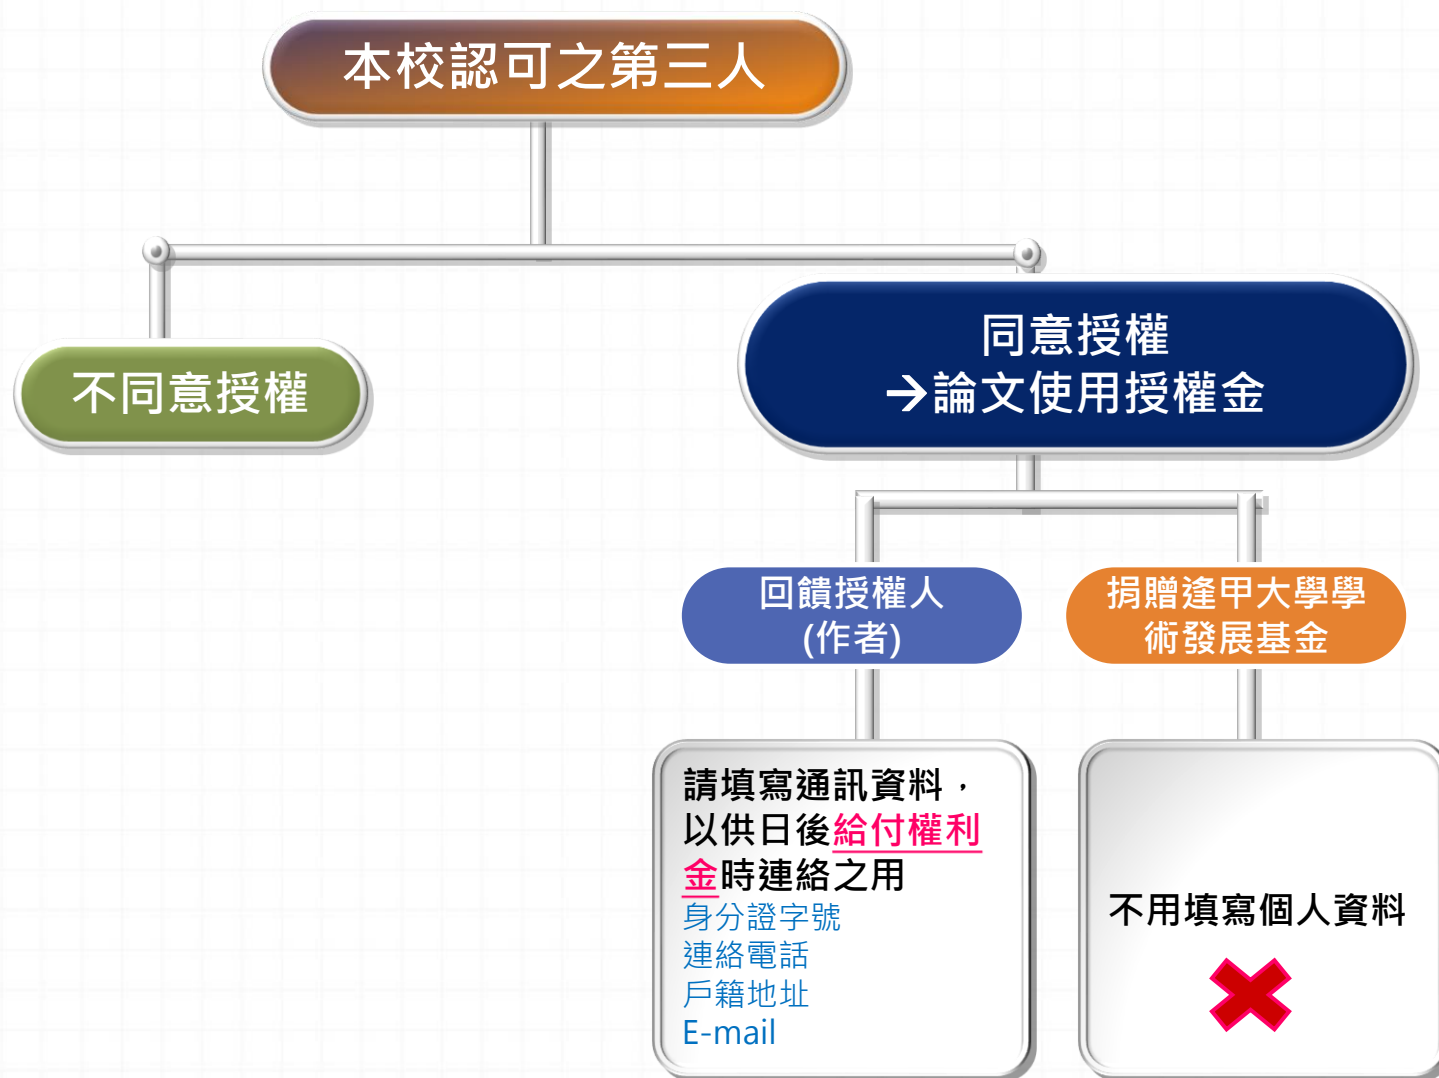 本校認可之第三人
不同意授權
同意授權
→論文使用授權金
回饋授權人
(作者)
捐贈逢甲大學學
術發展基金
請填寫通訊資料，
以供日後給付權利
金時連絡之用
身分證字號
連絡電話
戶籍地址
E-mail
不用填寫個人資料